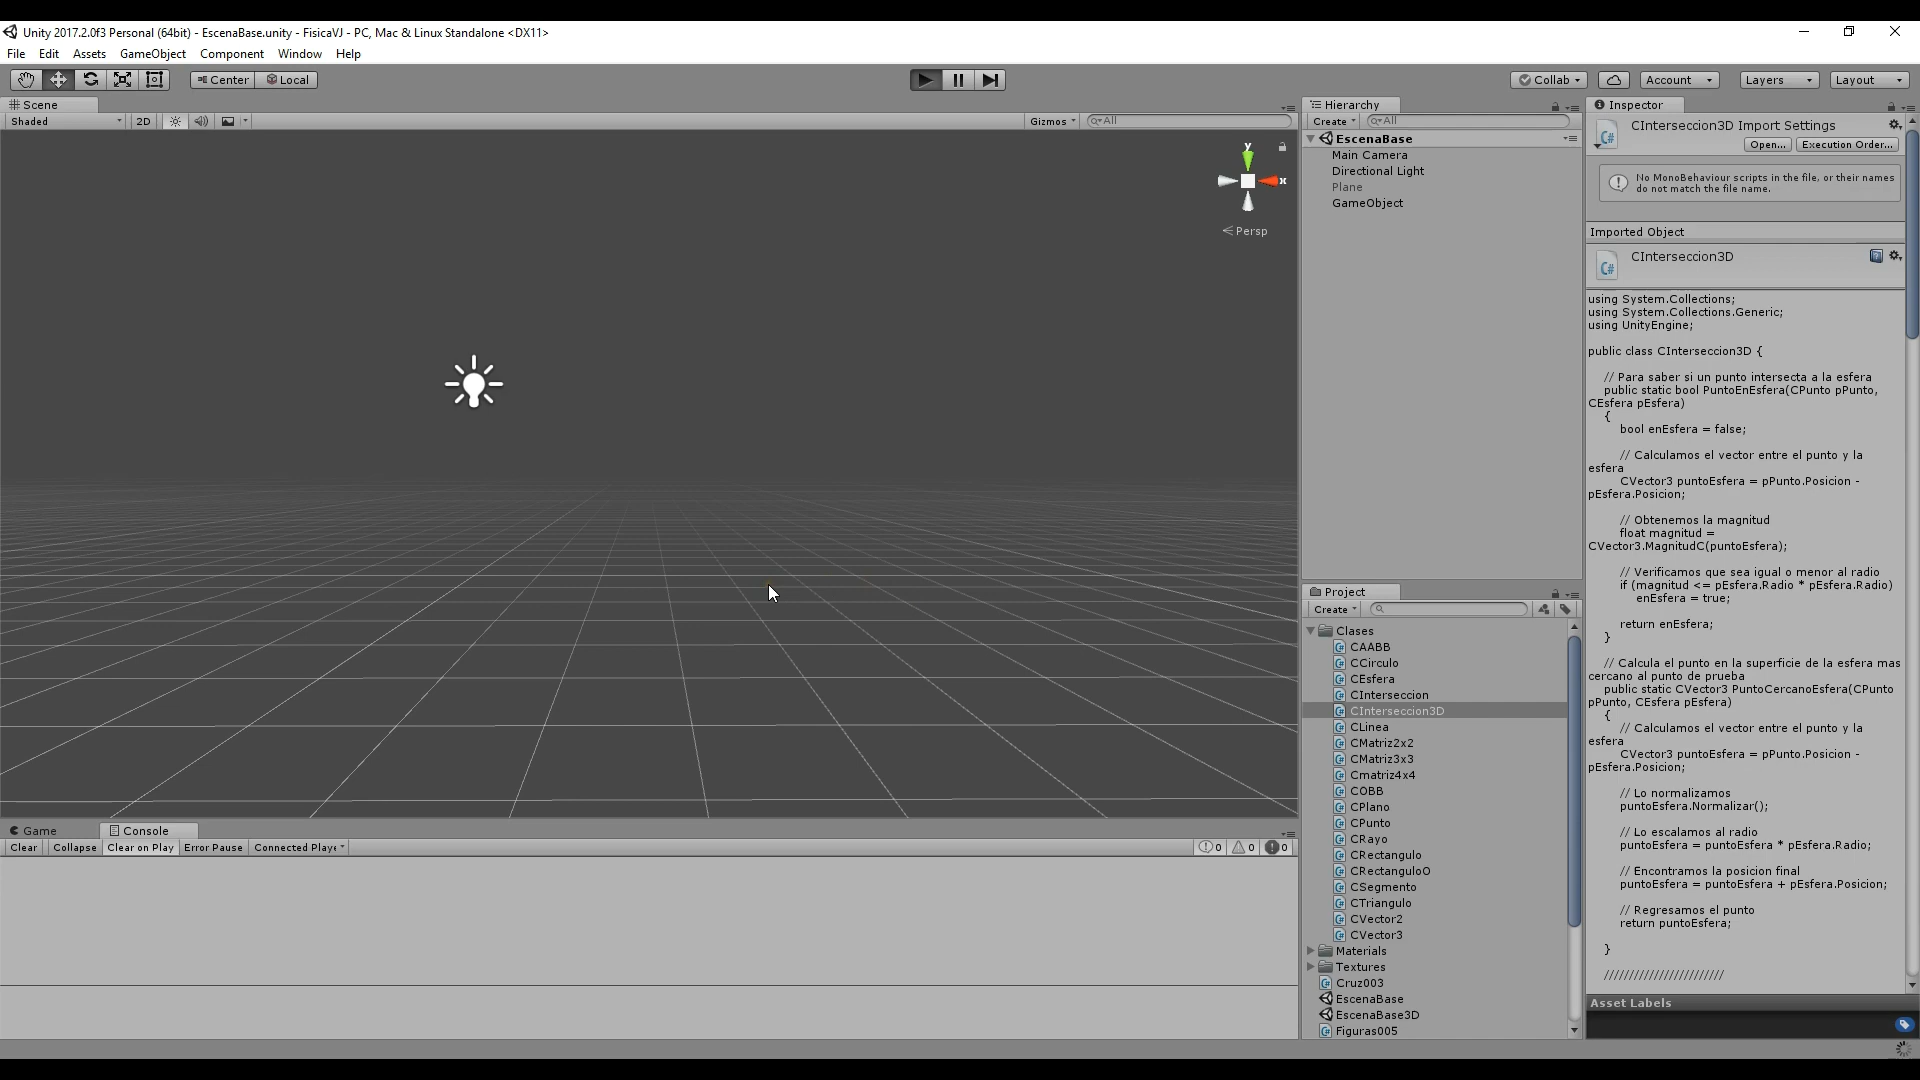 Unity 2017.2.0f3 Personal (64bit) - EscenaBase.unity - FisicaVJ - PC, Mac & Linux Standalone <DX11>
File Edit Assets GameObject Component Window Help
Center Local
Collab Account Layers Layout
Scene
Shaded 2D Gizmos All
y
x
Persp
Hierarchy
Create All
EscenaBase
Main Camera
Directional Light
Plane
GameObject
Project
Create
Clases
CAABB
CCirculo
CEsfera
CInterseccion
CInterseccion3D
CLinea
CMatriz2x2
CMatriz3x3
Cmatriz4x4
COBB
CPlano
CPunto
CRayo
CRectangulo
CRectanguloO
CSegmento
CTriangulo
CVector2
CVector3
Materials
Textures
Cruz003
EscenaBase
EscenaBase3D
Figuras005
Inspector
CInterseccion3D Import Settings
Open... Execution Order...
No MonoBehaviour scripts in the file, or their names
do not match the file name.
Imported Object
CInterseccion3D
using System.Collections;
using System.Collections.Generic;
using UnityEngine;
public class CInterseccion3D {
// Para saber si un punto intersecta a la esfera
public static bool PuntoEnEsfera(CPunto pPunto,
CEsfera pEsfera)
{
bool enEsfera = false;
// Calculamos el vector entre el punto y la
esfera
CVector3 puntoEsfera = pPunto.Posicion -
pEsfera.Posicion;
// Obtenemos la magnitud
float magnitud =
CVector3.MagnitudC(puntoEsfera);
// Verificamos que sea igual o menor al radio
if (magnitud <= pEsfera.Radio * pEsfera.Radio)
enEsfera = true;
return enEsfera;
}
// Calcula el punto en la superficie de la esfera mas
cercano al punto de prueba
public static CVector3 PuntoCercanoEsfera(CPunto
pPunto, CEsfera pEsfera)
{
// Calculamos el vector entre el punto y la
esfera
CVector3 puntoEsfera = pPunto.Posicion -
pEsfera.Posicion;
// Lo normalizamos
puntoEsfera.Normalizar();
// Lo escalamos al radio
puntoEsfera = puntoEsfera * pEsfera.Radio;
// Encontramos la posicion final
puntoEsfera = puntoEsfera + pEsfera.Posicion;
// Regresamos el punto
return puntoEsfera;
}
////////////////////////
Asset Labels
Game Console
Clear Collapse Clear on Play Error Pause Connected Playe 0 0 0